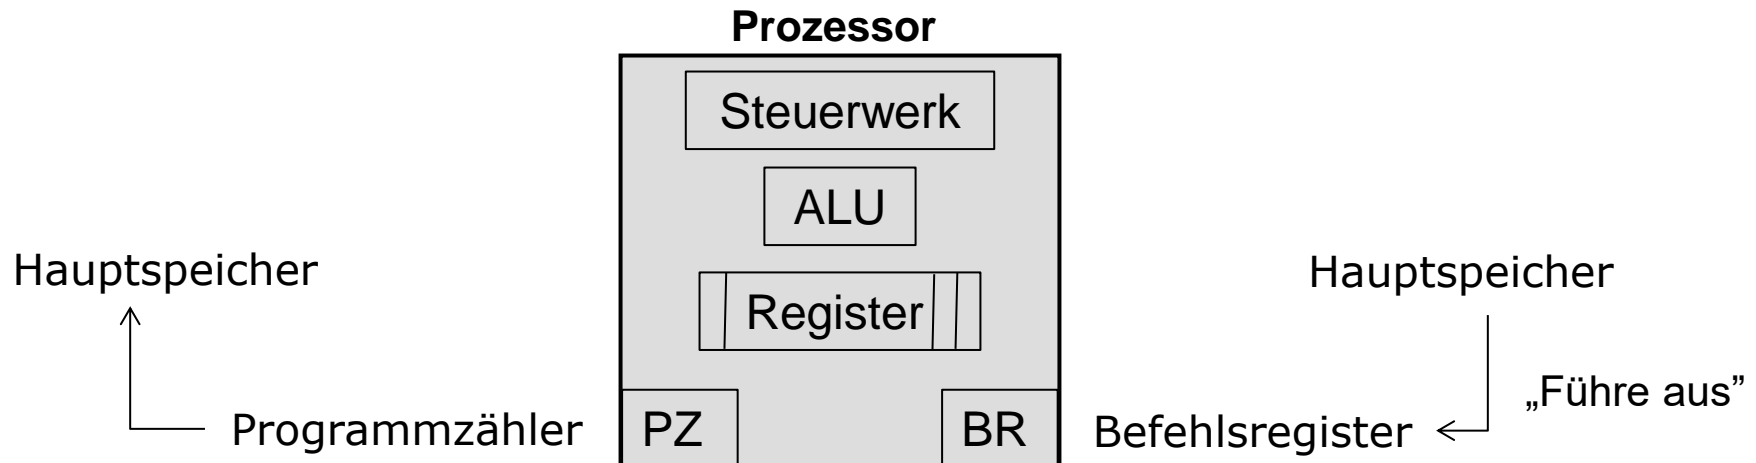 Prozessor
Steuerwerk
ALU
Hauptspeicher
Hauptspeicher
Register
„Führe aus”
Programmzähler
PZ
BR
Befehlsregister